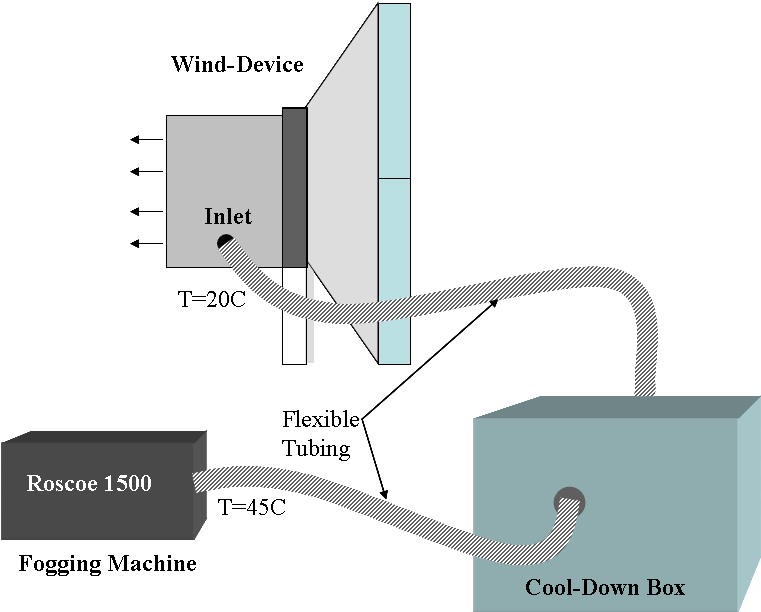 Wind-Device
Inlet
T=20C
Flexible
Tubing
Roscoe 1500
T=45C
Fogging Machine
Cool-Down Box